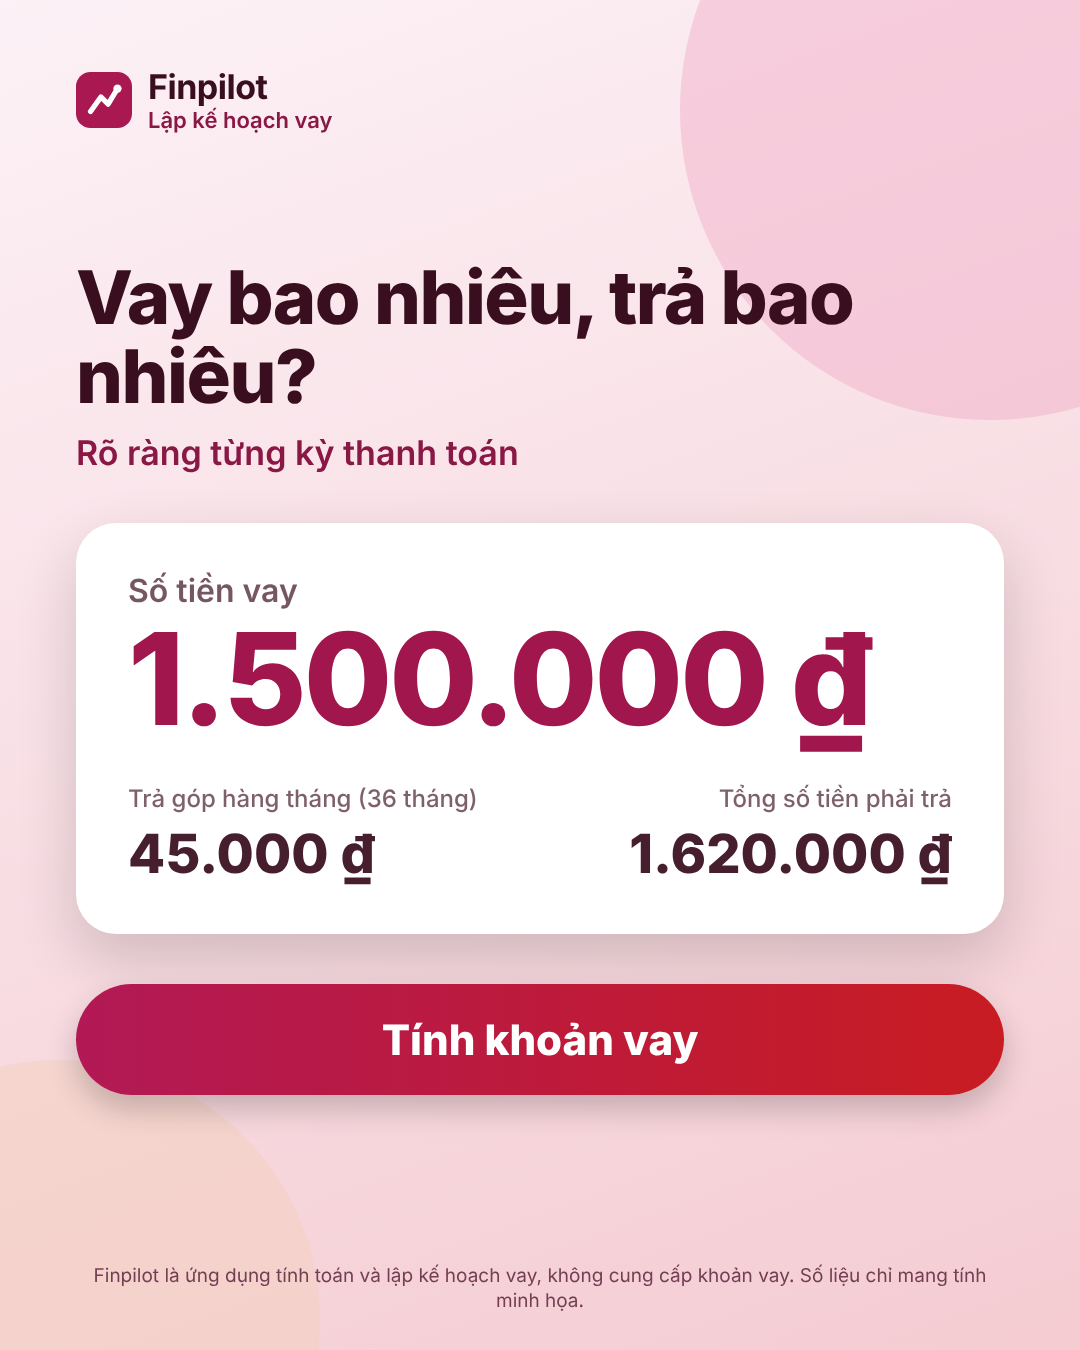 Finpilot
Lập kế hoạch vay
Vay bao nhiêu, trả bao
nhiêu?
Rõ ràng từng kỳ thanh toán
Số tiền vay
1.500.000 ₫
Trả góp hàng tháng (36 tháng)
45.000 ₫
Tổng số tiền phải trả
1.620.000 ₫
Tính khoản vay
Finpilot là ứng dụng tính toán và lập kế hoạch vay, không cung cấp khoản vay. Số liệu chỉ mang tính
minh họa.